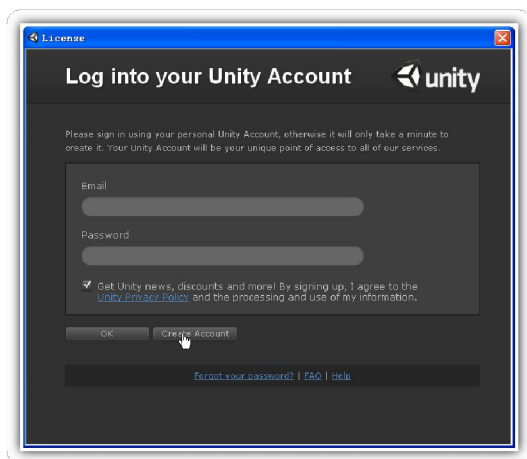 License
Log into your Unity Account
unity
Please sign in using your personal Unity Account, otherwise it will only take a minute to
create it. Your Unity Account will be your unique point of access to all of our services.
Email
Password
Get Unity news, discounts and more! By signing up, I agree to the
Unity Privacy Policy and the processing and use of my information.
OK
Create Account
Forgot your password? | FAQ | Help